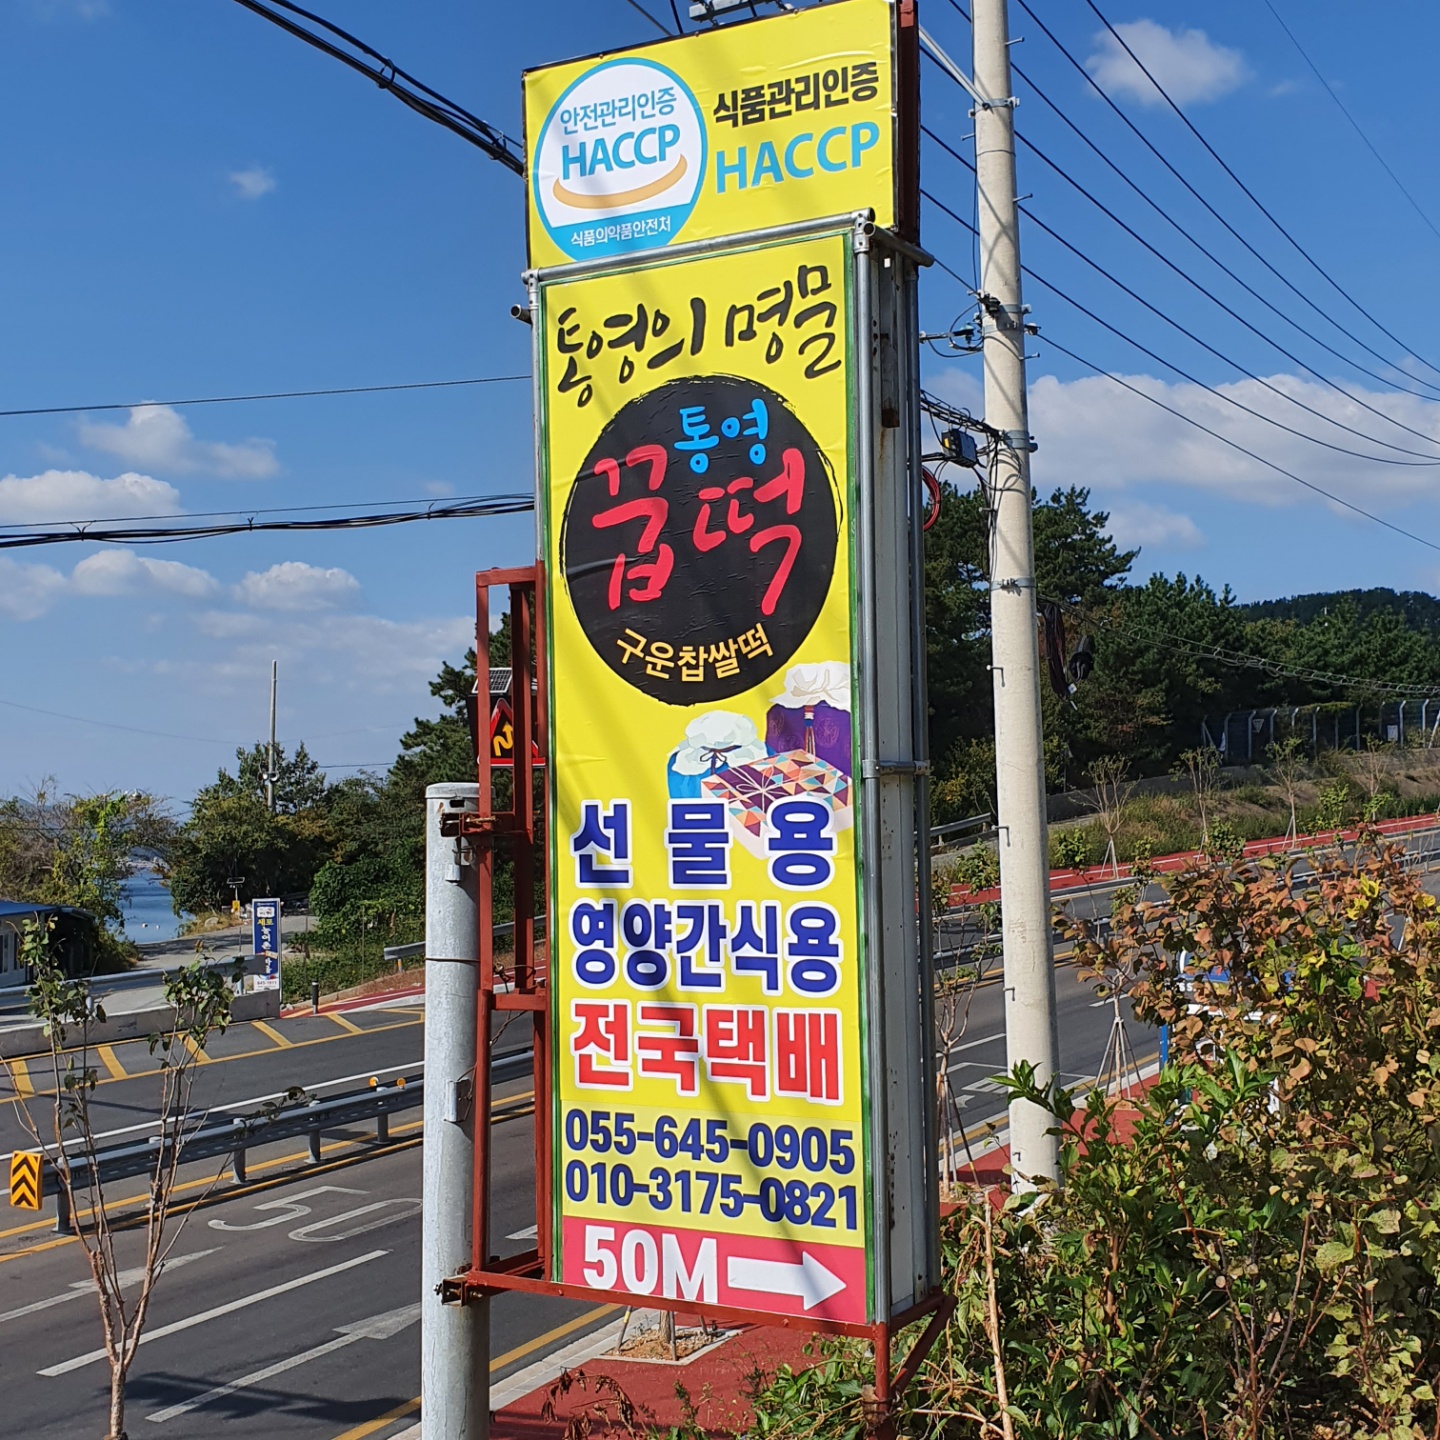 안전관리인증
HACCP
식품의약품안전처
식품관리인증
HACCP
통영의 명물
통영
꿉떡
구운찹쌀떡
선물용
영양간식용
전국택배
055-645-0905
010-3175-0821
50M
50